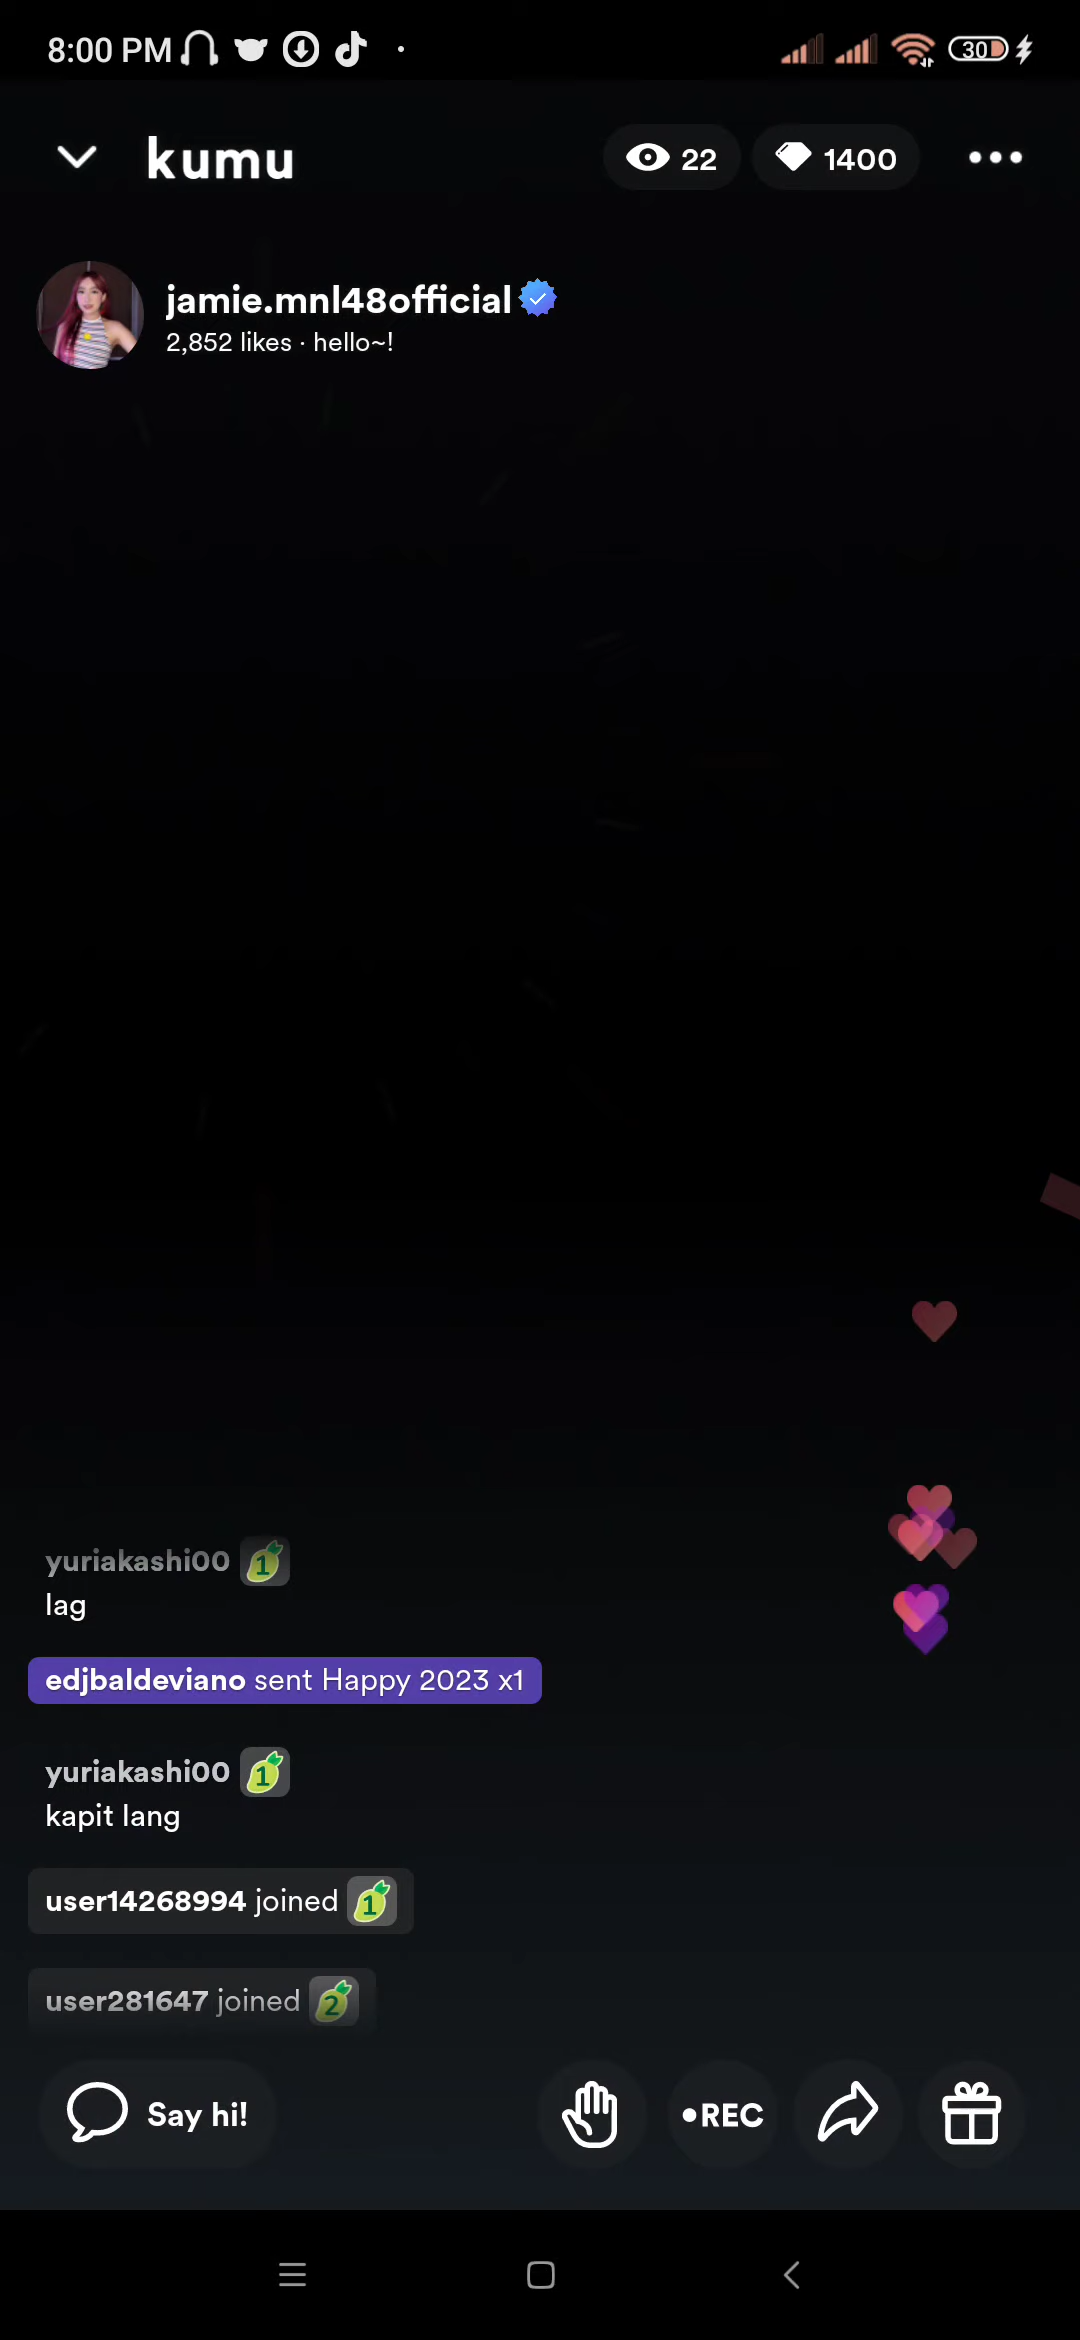 8:00 PM
30
kumu
22
1400
jamie.mnl48official
2,852 likes · hello~!
yuriakashi00 1
lag
edjbaldeviano sent Happy 2023 x1
yuriakashi00 1
kapit lang
user14268994 joined 1
user281647 joined 2
Say hi!
•REC